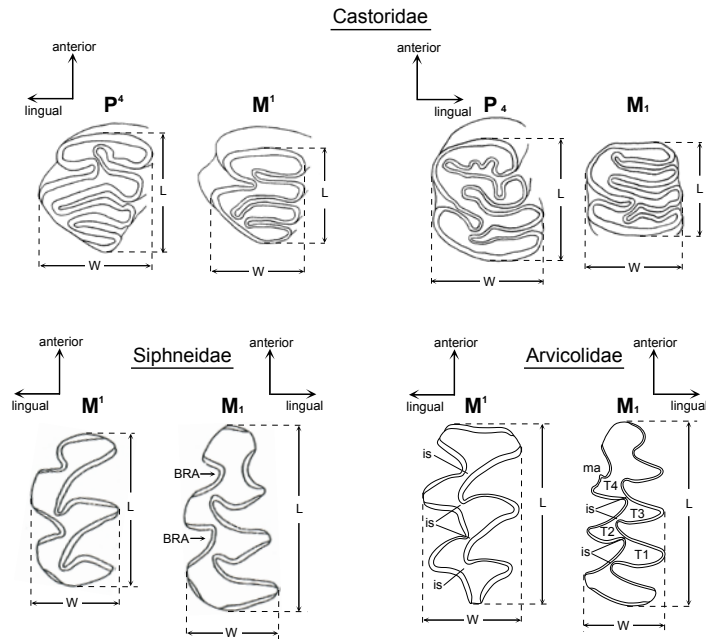 Castoridae
anterior
lingual
P⁴
M¹
L
W
L
W
anterior
lingual
P₄
M₁
L
W
L
W
Siphneidae
anterior
lingual
M¹
L
W
anterior
lingual
M₁
BRA
BRA
L
W
Arvicolidae
anterior
lingual
M¹
is
is
is
L
W
anterior
lingual
M₁
ma
T4
is
T3
T2
is
T1
L
W